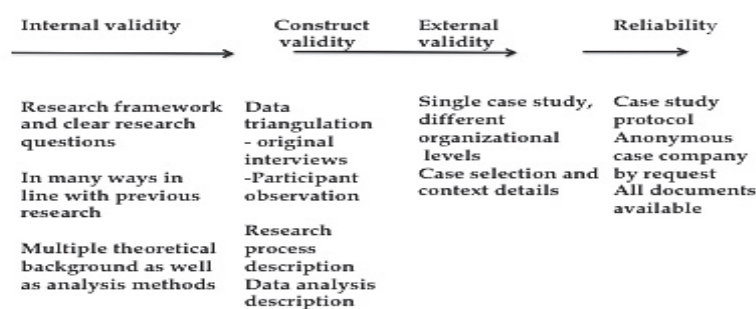 Internal validity
Construct
validity
External
validity
Reliability
Research framework
and clear research
questions
In many ways in
line with previous
research
Multiple theoretical
background as well
as analysis methods
Data
triangulation
- original
interviews
-Participant
observation
Research
process
description
Data analysis
description
Single case study,
different
organizational
levels
Case selection and
context details
Case study
protocol
Anonymous
case company
by request
All documents
available